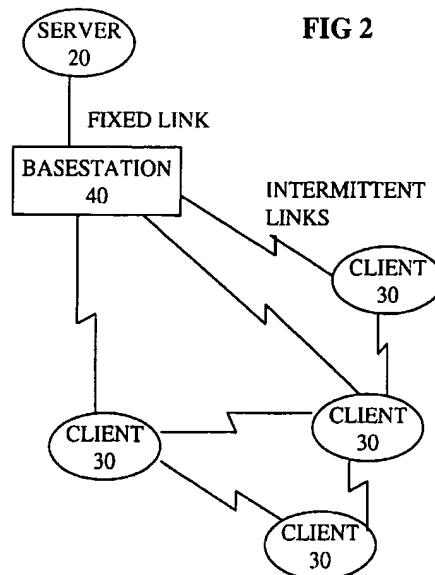 FIG 2
SERVER
20
FIXED LINK
BASESTATION
40
INTERMITTENT
LINKS
CLIENT
30
CLIENT
30
CLIENT
30
CLIENT
30